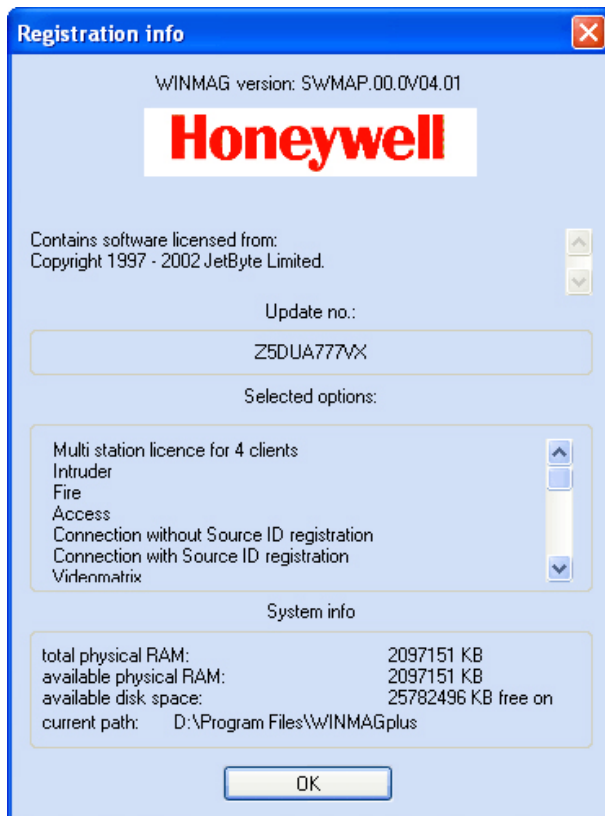 Registration info
WINMAG version: SWMAP.00.0V04.01
Honeywell
Contains software licensed from:
Copyright 1997 - 2002 JetByte Limited.
Update no.:
Z5DUA777VX
Selected options:
Multi station licence for 4 clients
Intruder
Fire
Access
Connection without Source ID registration
Connection with Source ID registration
Videomatrix
System info
total physical RAM: 2097151 KB
available physical RAM: 2097151 KB
available disk space: 25782496 KB free on
current path: D:\Program Files\WINMAGplus
OK